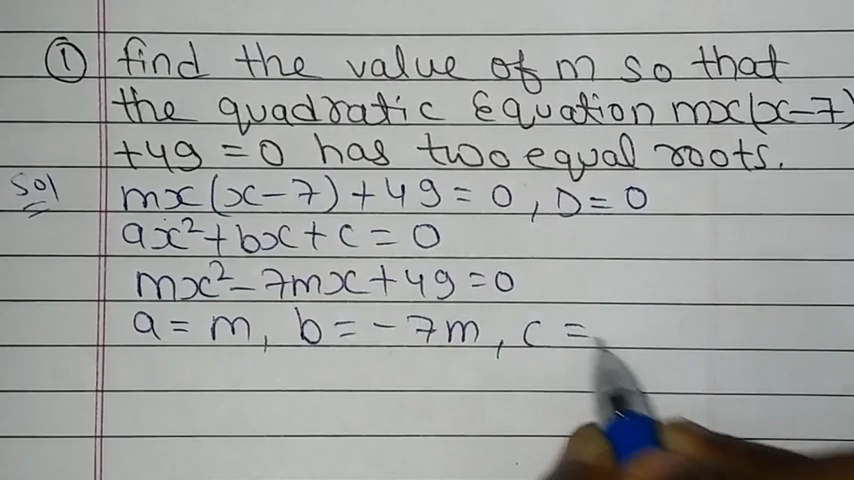 ① find the value of m so that
the quadratic Equation mx(x-7)
+49 = 0 has two equal roots.
Sol mx(x-7)+49=0, D=0
ax²+bx+c=0
mx²-7mx+49=0
a=m, b=-7m, c=